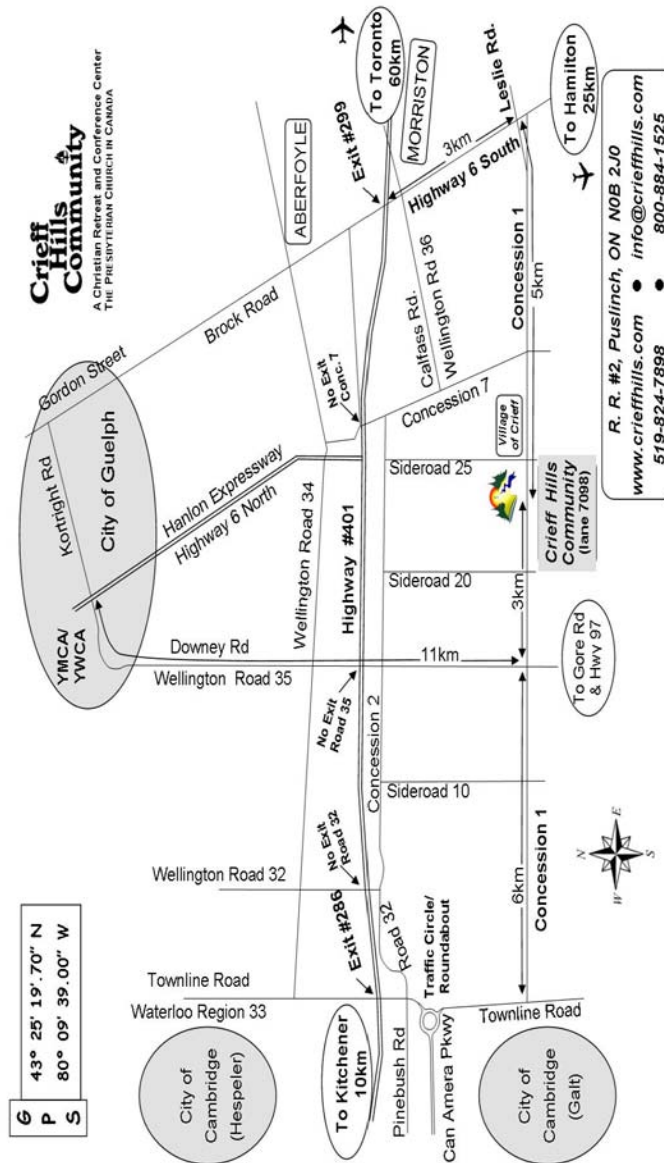 G
P
S
43° 25' 19'.70" N
80° 09' 39.00" W
Crieff
Hills
Community
A Christian Retreat and Conference Center
THE PRESBYTERIAN CHURCH IN CANADA
Gordon Street
Kortright Rd
City of Guelph
YMCA/
YWCA
Hanlon Expressway
Highway 6 North
Brock Road
ABERFOYLE
Exit #299
To Toronto
60km
MORRISTON
Downey Rd
Wellington Road 35
Wellington Road 34
Highway #401
No Exit
Conc. 7
Calfass Rd.
Wellington Rd 36
3km
Highway 6 South
Leslie Rd.
To Hamilton
25km
Townline Road
Waterloo Region 33
Wellington Road 32
No Exit
Road 32
Exit #286
No Exit
Road 35
11km
Concession 2
Concession 7
City of
Cambridge
(Hespeler)
To Kitchener
10km
Pinebush Rd
Road 32
Can Amera Pkwy
Traffic Circle/
Roundabout
Sideroad 10
Sideroad 20
Sideroad 25
Village
of Crieff
Concession 1
5km
3km
6km
Concession 1
Townline Road
City of
Cambridge
(Galt)
Crieff Hills
Community
(lane 7098)
To Gore Rd
& Hwy 97
N
W
E
S
R. R. #2, Puslinch, ON N0B 2J0
www.crieffhills.com ● info@crieffhills.com
519-824-7898 ● 800-884-1525